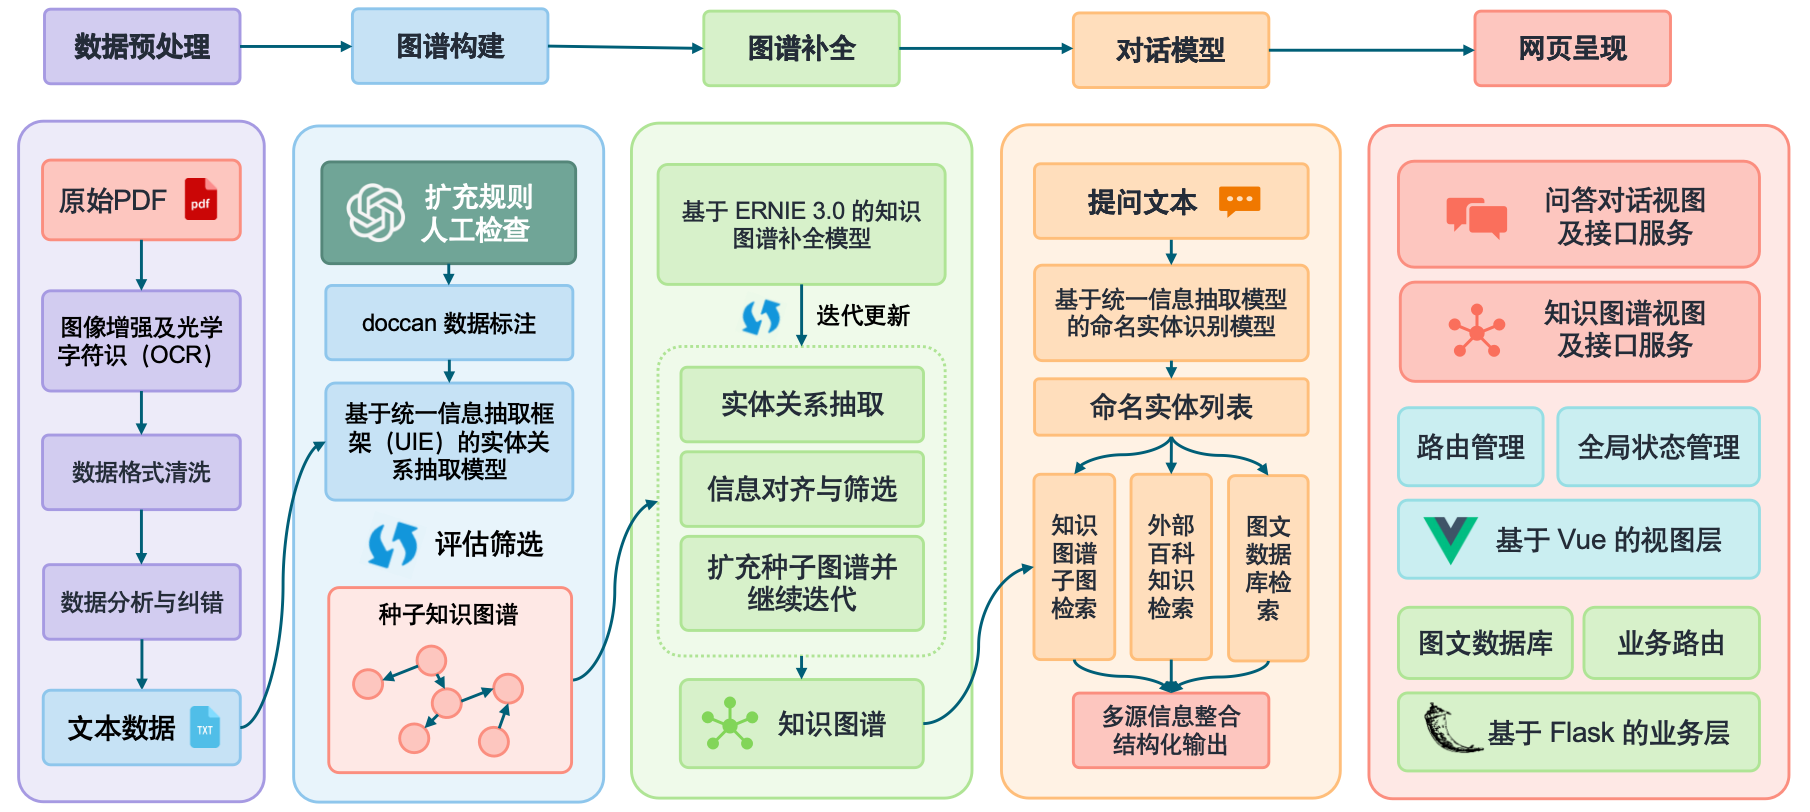 数据预处理
图谱构建
图谱补全
对话模型
网页呈现
原始PDF
pdf
图像增强及光学
字符识（OCR）
数据格式清洗
数据分析与纠错
文本数据
TXT
扩充规则
人工检查
doccan 数据标注
基于统一信息抽取框
架（UIE）的实体关
系抽取模型
评估筛选
种子知识图谱
基于 ERNIE 3.0 的知识
图谱补全模型
迭代更新
实体关系抽取
信息对齐与筛选
扩充种子图谱并
继续迭代
知识图谱
提问文本
基于统一信息抽取模型
的命名实体识别模型
命名实体列表
知识
图谱
子图
检索
外部
百科
知识
检索
图文
数据
库检
索
多源信息整合
结构化输出
问答对话视图
及接口服务
知识图谱视图
及接口服务
路由管理
全局状态管理
基于 Vue 的视图层
图文数据库
业务路由
基于 Flask 的业务层